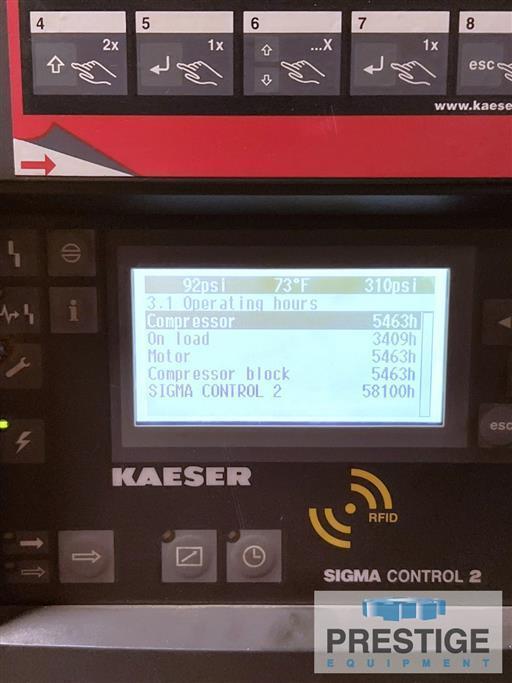 4 5 6 7 8
2x 1x ...X 1x
esc
www.kaese
92psi 73°F 310psi
3.1 Operating hours
Compressor 5463h
On load 3409h
Motor 5463h
Compressor block 5463h
SIGMA CONTROL 2 58100h
i
esc
KAESER
RFID
SIGMA CONTROL 2
PRESTIGE
EQUIPMENT